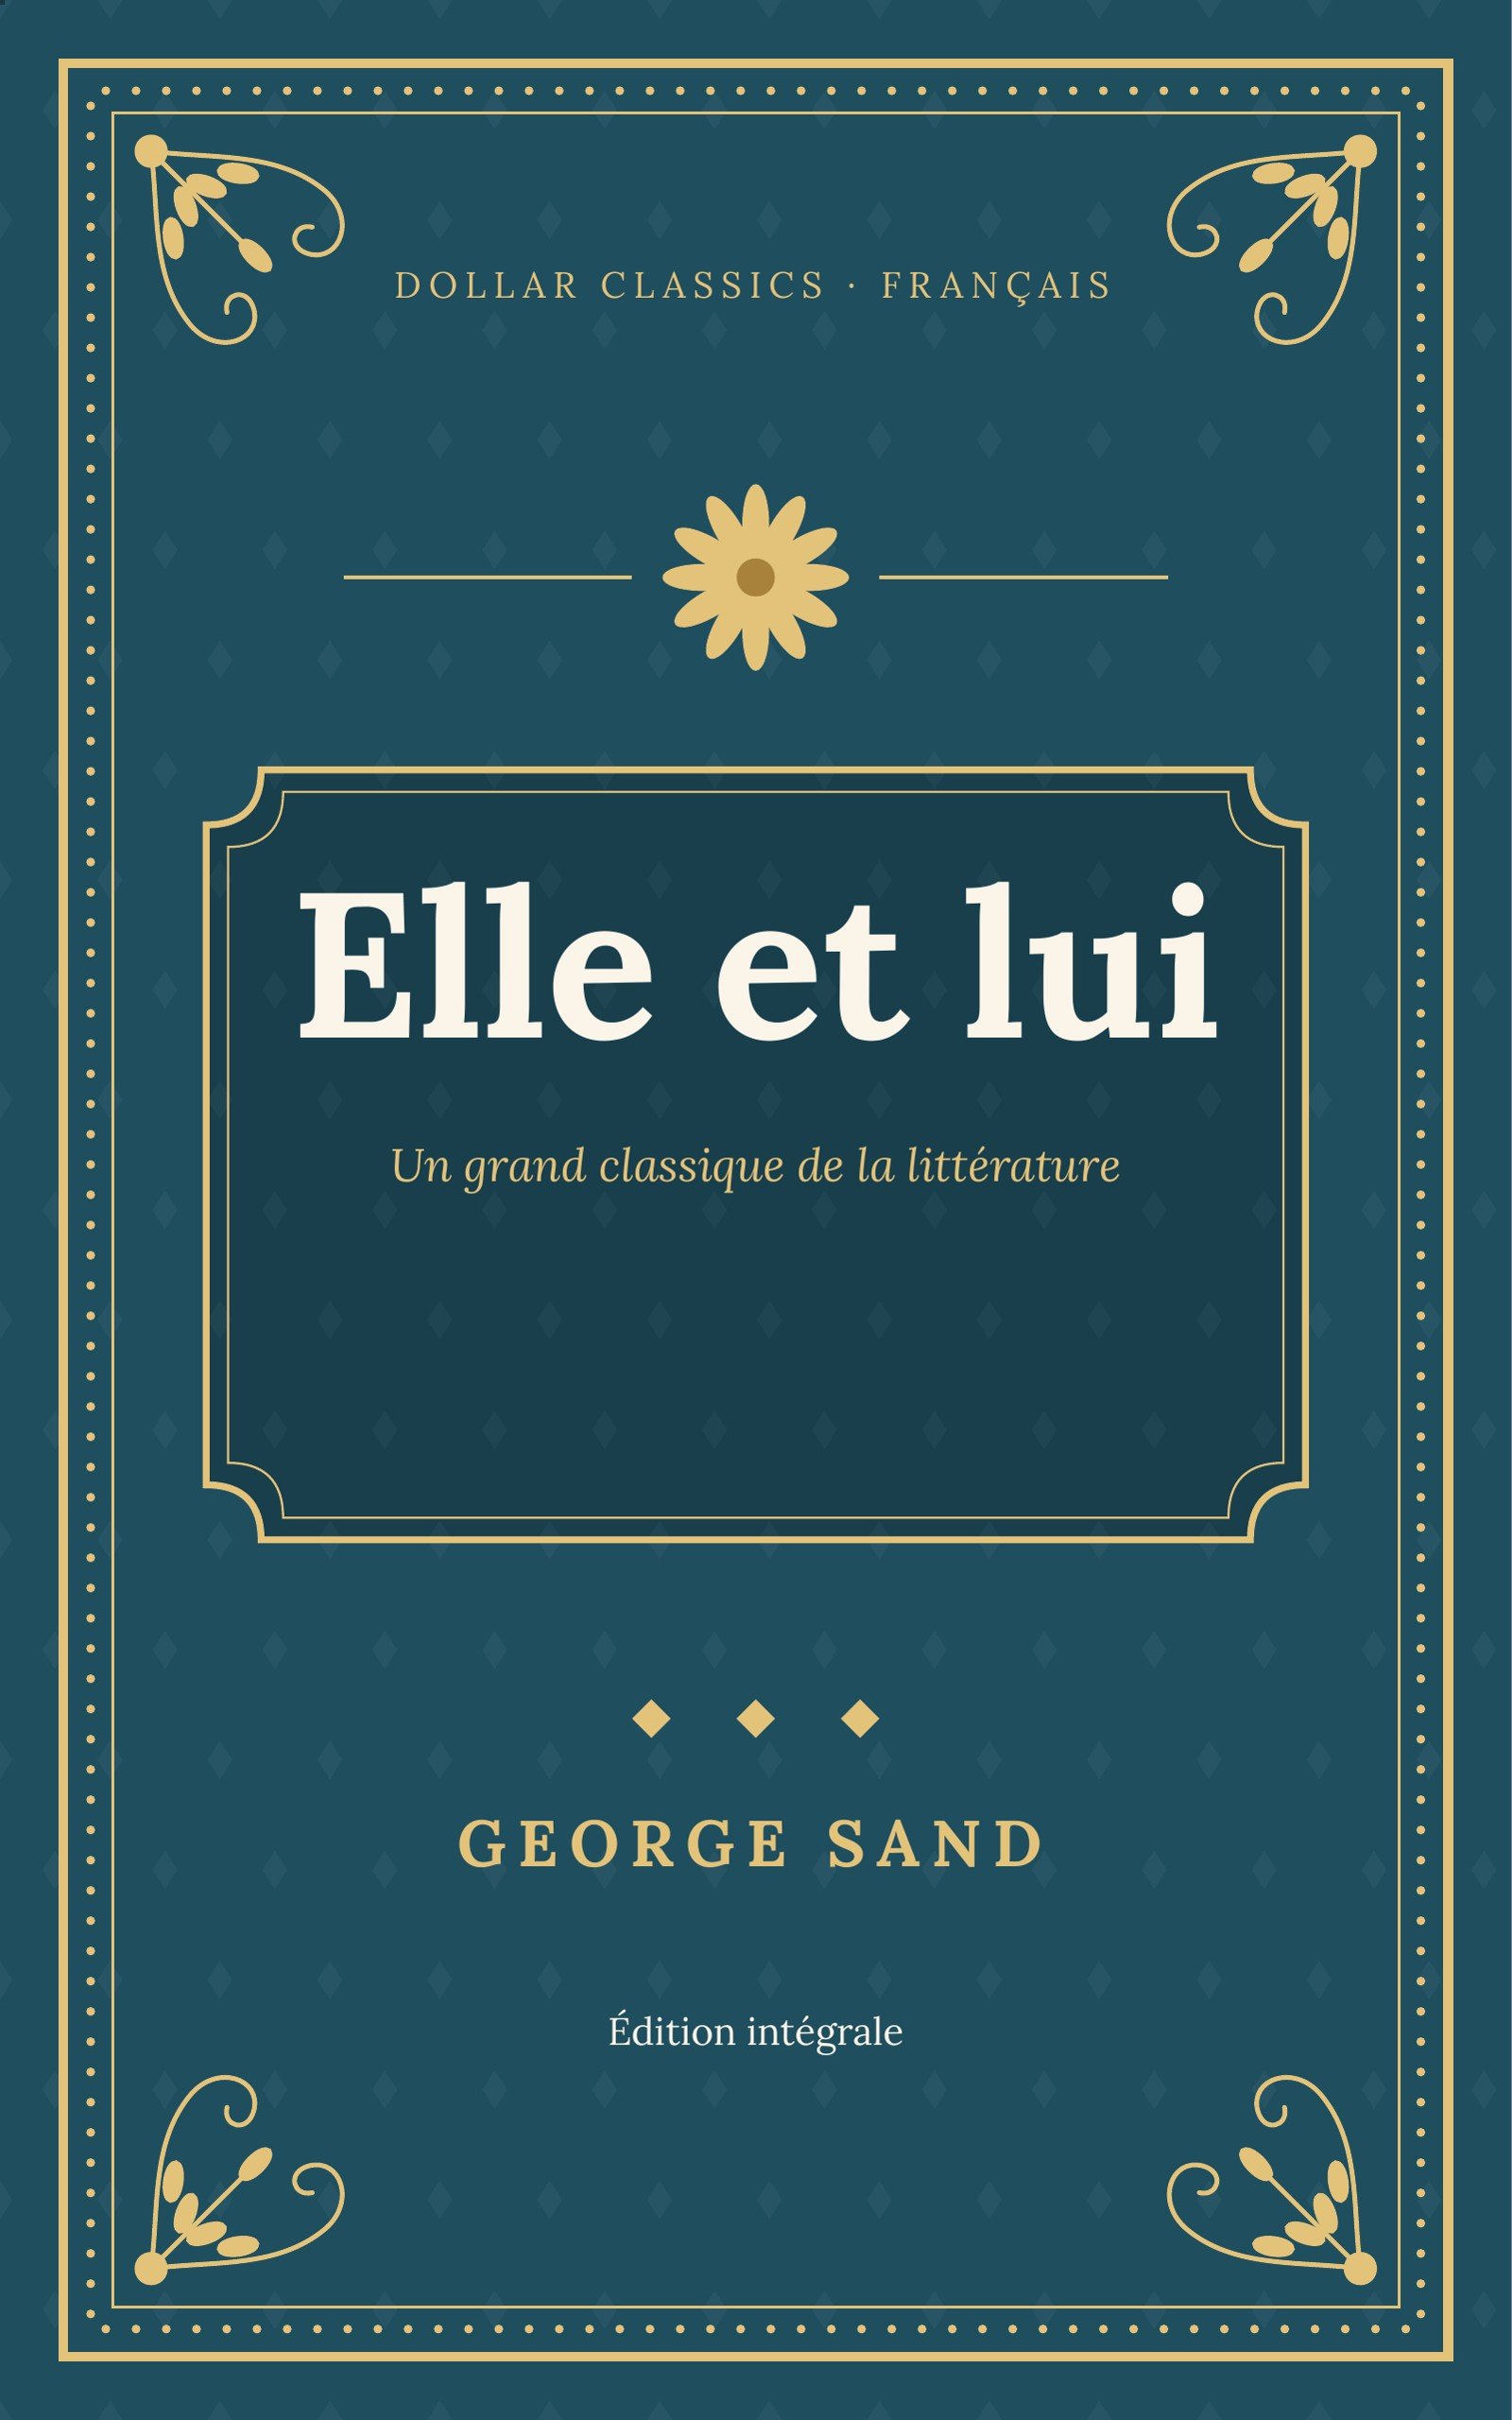 DOLLAR CLASSICS · FRANÇAIS
Elle et lui
Un grand classique de la littérature
GEORGE SAND
Édition intégrale